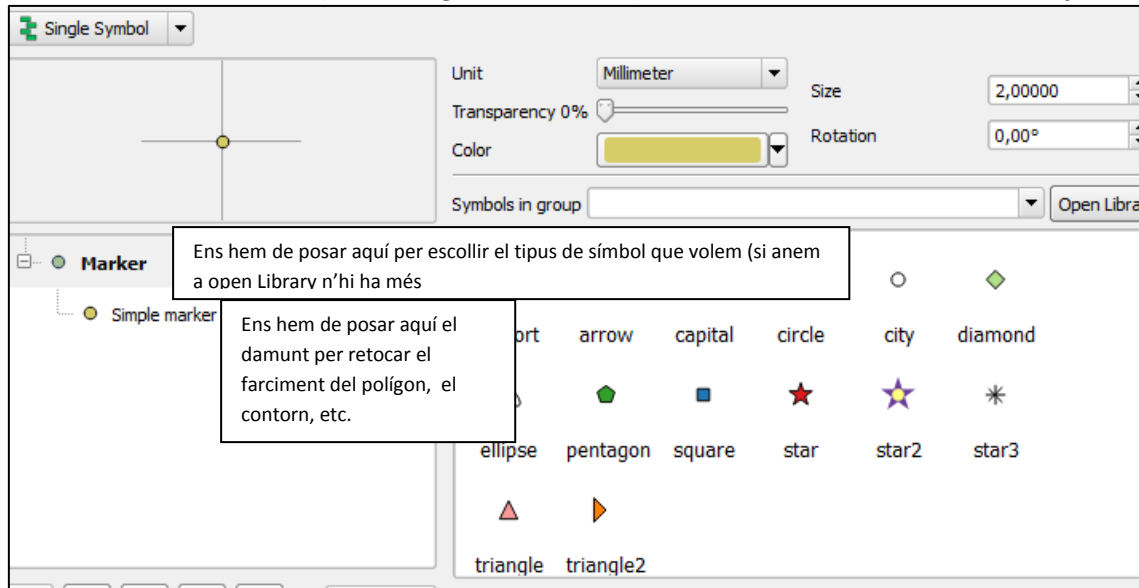 Single Symbol
Unit
Millimeter
Size
2,00000
Transparency 0%
Color
Rotation
0,00°
Symbols in group
Open Libra
Marker
Ens hem de posar aquí per escollir el tipus de símbol que volem (si anem
a open Library n’hi ha més
Simple marker
Ens hem de posar aquí el
damunt per retocar el
farciment del polígon, el
contorn, etc.
ort
arrow
capital
circle
city
diamond
ellipse
pentagon
square
star
star2
star3
triangle
triangle2